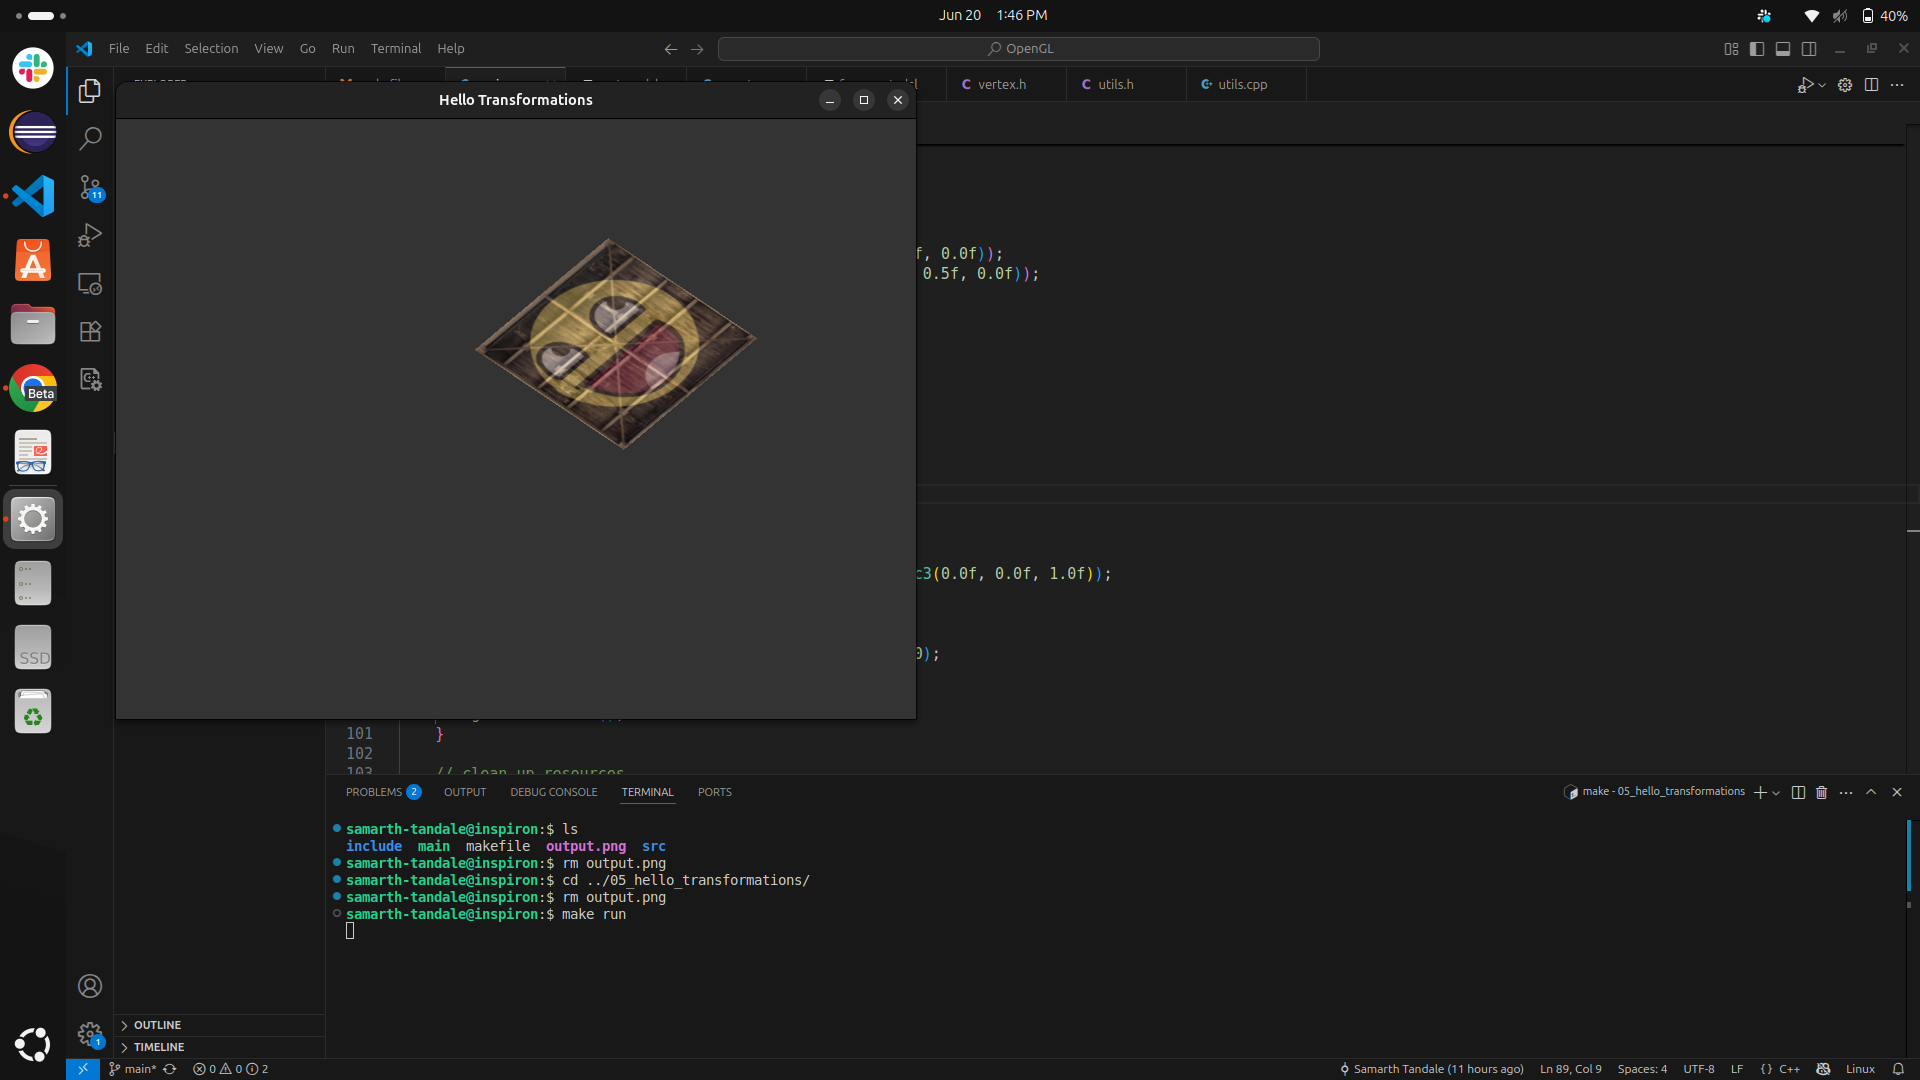 Jun 20 1:46 PM
40%
File Edit Selection View Go Run Terminal Help
OpenGL
vertex.h
utils.h
utils.cpp
Hello Transformations
11
f, 0.0f));
0.5f, 0.0f));
Beta
c3(0.0f, 0.0f, 1.0f));
0);
SSD
101 }
102
103 // clean up resources
PROBLEMS 2 OUTPUT DEBUG CONSOLE TERMINAL PORTS
make - 05_hello_transformations
samarth-tandale@inspiron:$ ls
include main makefile output.png src
samarth-tandale@inspiron:$ rm output.png
samarth-tandale@inspiron:$ cd ../05_hello_transformations/
samarth-tandale@inspiron:$ rm output.png
samarth-tandale@inspiron:$ make run
OUTLINE
1
TIMELINE
main* 0 0 2
Samarth Tandale (11 hours ago) Ln 89, Col 9 Spaces: 4 UTF-8 LF {} C++ Linux